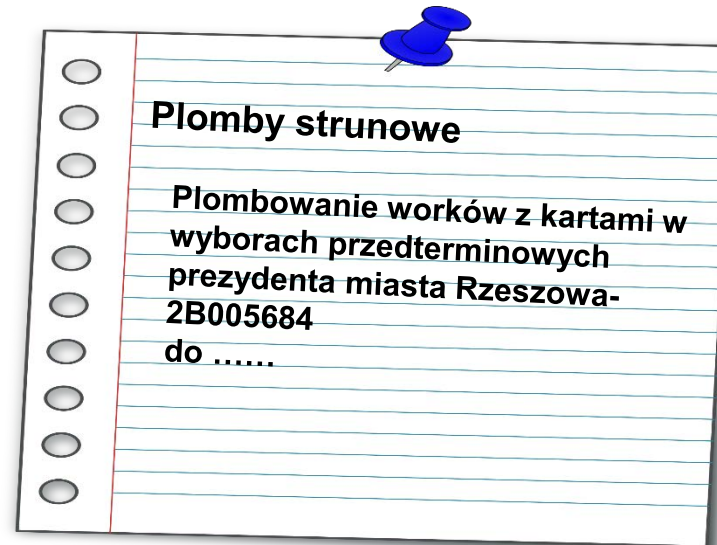 Plomby strunowe
Plombowanie worków z kartami w
wyborach przedterminowych
prezydenta miasta Rzeszowa-
2B005684
do ......